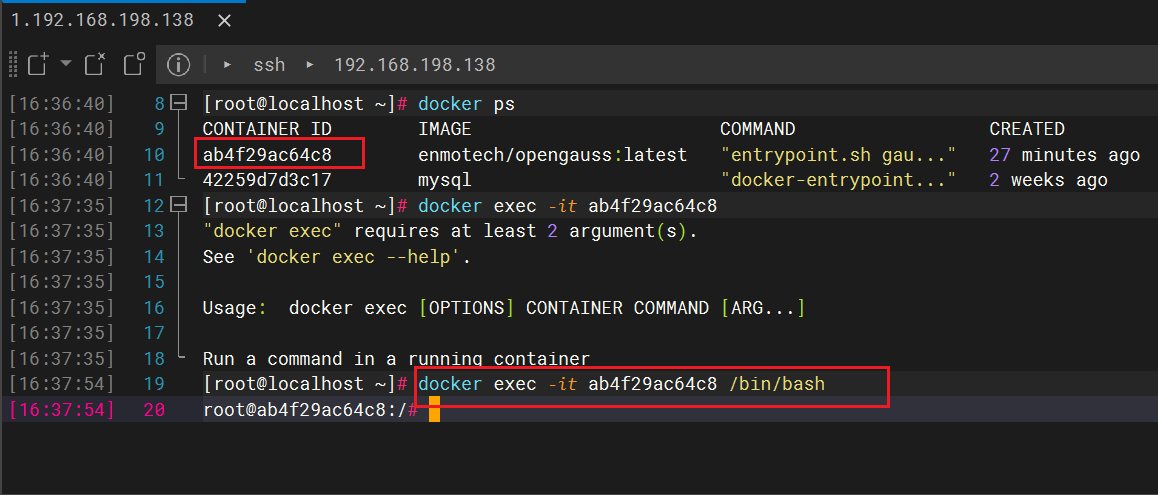 1.192.168.198.138 ×
ssh 192.168.198.138
[16:36:40] 8 [root@localhost ~]# docker ps
[16:36:40] 9 CONTAINER ID IMAGE COMMAND CREATED
[16:36:40] 10 ab4f29ac64c8 enmotech/opengauss:latest "entrypoint.sh gau..." 27 minutes ago
[16:36:40] 11 42259d7d3c17 mysql "docker-entrypoint..." 2 weeks ago
[16:37:35] 12 [root@localhost ~]# docker exec -it ab4f29ac64c8
[16:37:35] 13 "docker exec" requires at least 2 argument(s).
[16:37:35] 14 See 'docker exec --help'.
[16:37:35] 15
[16:37:35] 16 Usage:  docker exec [OPTIONS] CONTAINER COMMAND [ARG...]
[16:37:35] 17
[16:37:35] 18 Run a command in a running container
[16:37:54] 19 [root@localhost ~]# docker exec -it ab4f29ac64c8 /bin/bash
[16:37:54] 20 root@ab4f29ac64c8:/#